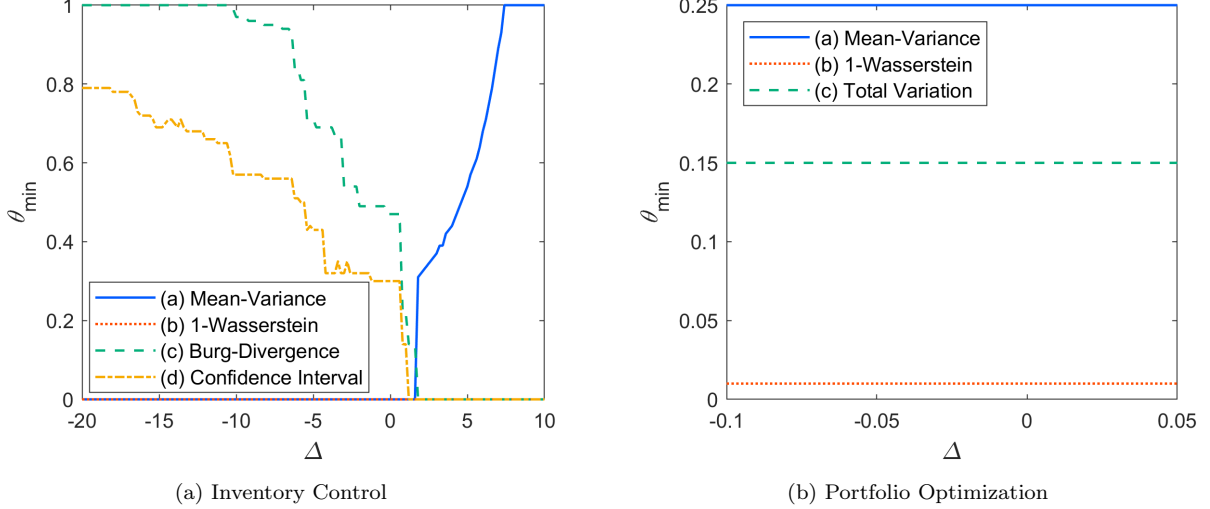 1
0.8
0.6
0.4
0.2
0
θmin
(a) Mean-Variance
(b) 1-Wasserstein
(c) Burg-Divergence
(d) Confidence Interval
-20 -15 -10 -5 0 5 10
Δ
(a) Inventory Control
0.25
0.2
0.15
0.1
0.05
0
θmin
(a) Mean-Variance
(b) 1-Wasserstein
(c) Total Variation
-0.1 -0.05 0 0.05
Δ
(b) Portfolio Optimization